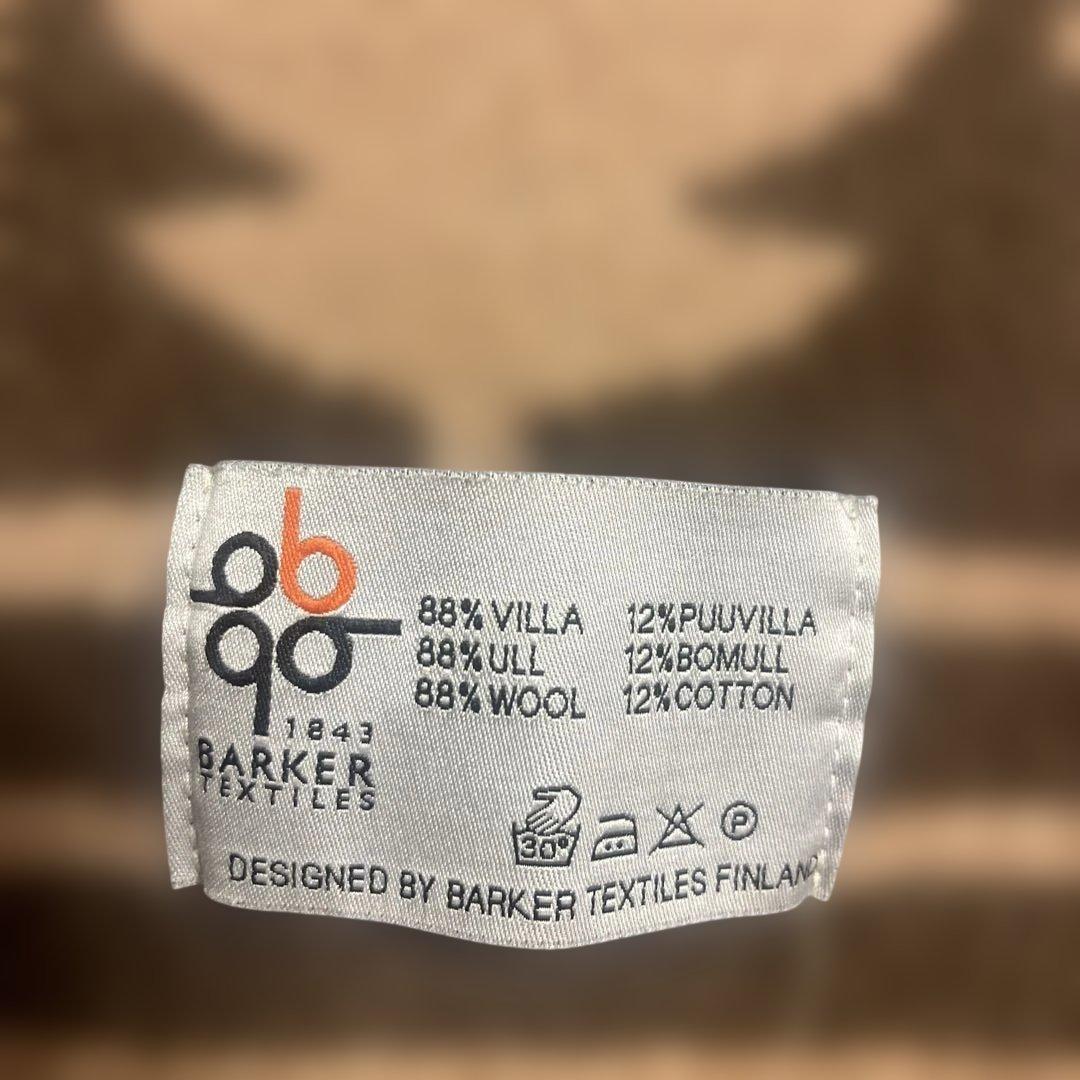 1843
BARKER
TEXTILES
88% VILLA 12% PUUVILLA
88% ULL 12% BOMULL
88% WOOL 12% COTTON
30°
P
DESIGNED BY BARKER TEXTILES FINLAND